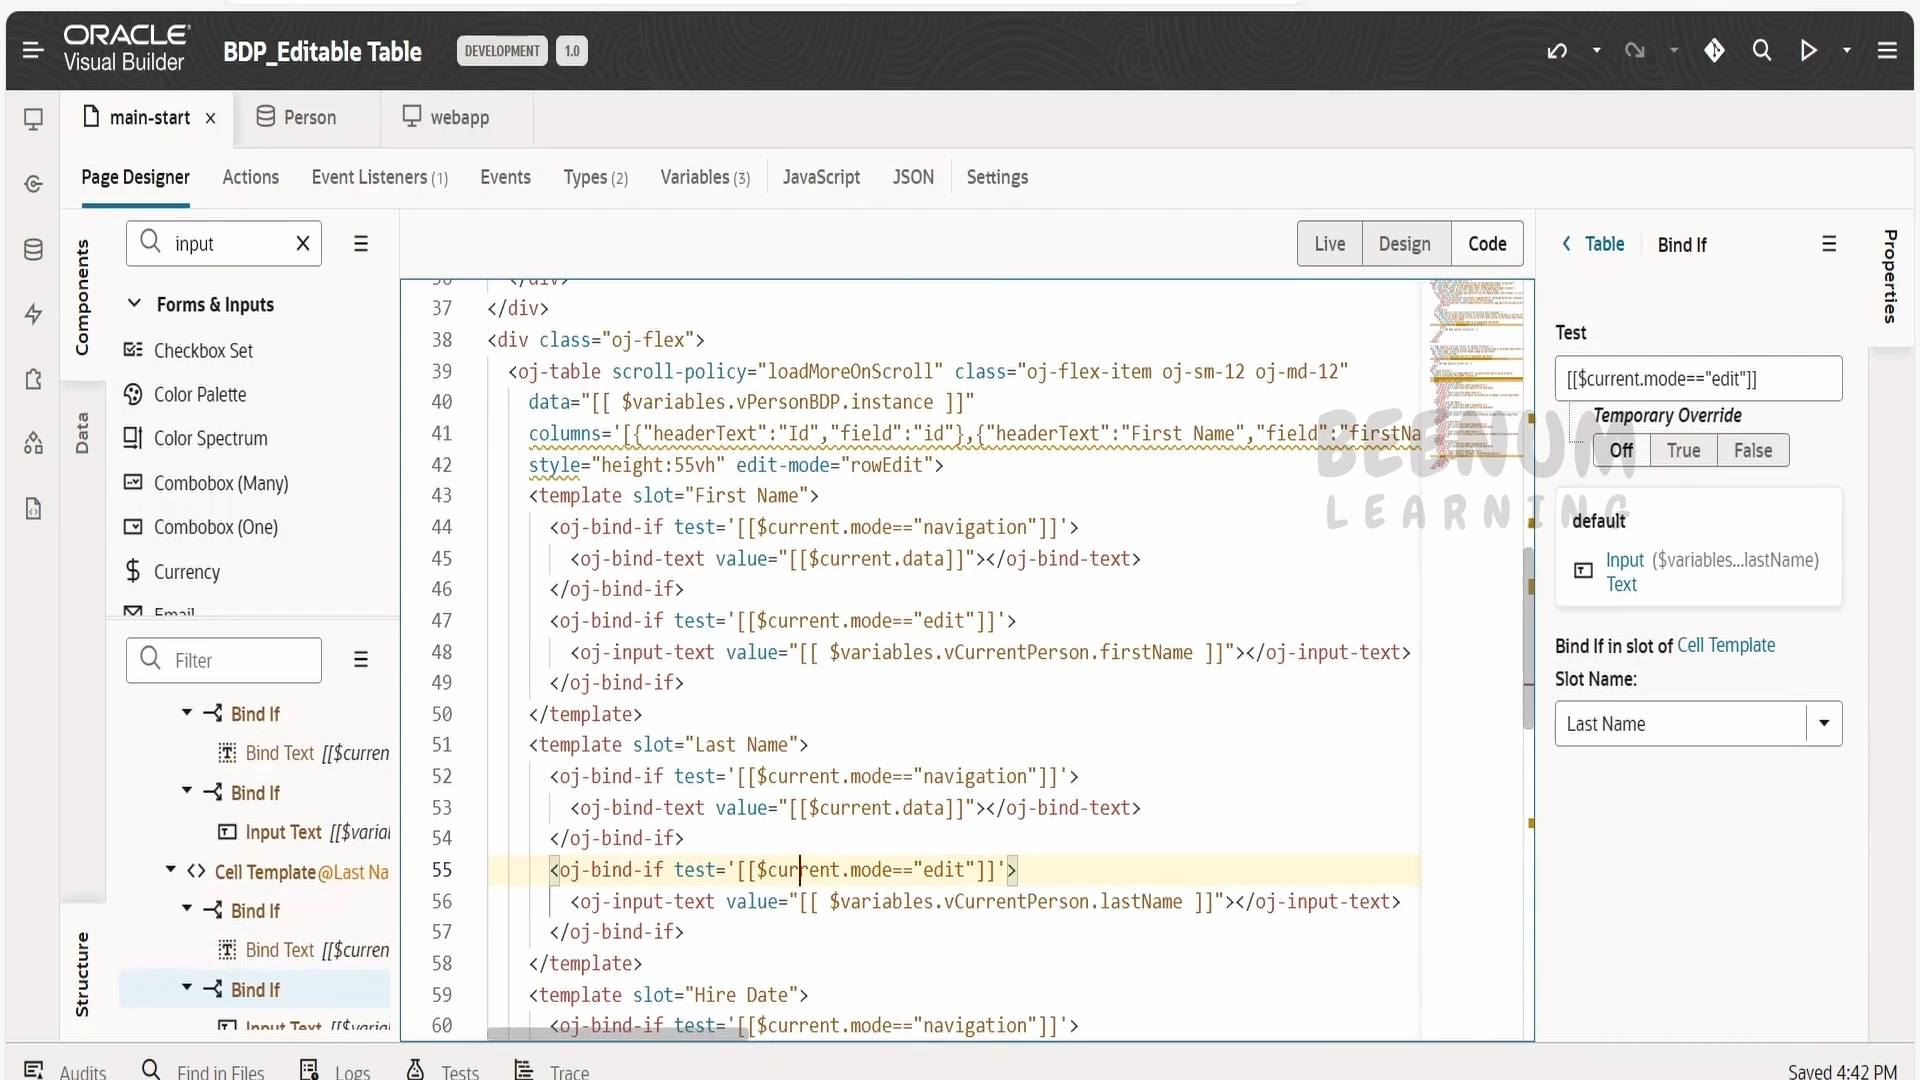 ORACLE
Visual Builder
BDP_Editable Table
DEVELOPMENT
1.0
main-start
Person
webapp
Page Designer
Actions
Event Listeners (1)
Events
Types (2)
Variables (3)
JavaScript
JSON
Settings
Components
Data
Structure
input
Forms & Inputs
Checkbox Set
Color Palette
Color Spectrum
Combobox (Many)
Combobox (One)
Currency
Email
Filter
Bind If
Bind Text [[$curren
Bind If
Input Text [[$varial
Cell Template@Last Na
Bind If
Bind Text [[$curren
Bind If
Input Text [[$varial
Live
Design
Code
36 </div>
37 </div>
38 <div class="oj-flex">
39 <oj-table scroll-policy="loadMoreOnScroll" class="oj-flex-item oj-sm-12 oj-md-12"
40 data="[[ $variables.vPersonBDP.instance ]]"
41 columns='[{"headerText":"Id","field":"id"},{"headerText":"First Name","field":"firstNa
42 style="height:55vh" edit-mode="rowEdit">
43 <template slot="First Name">
44 <oj-bind-if test='[[$current.mode=="navigation"]]'>
45 <oj-bind-text value="[[$current.data]]"></oj-bind-text>
46 </oj-bind-if>
47 <oj-bind-if test='[[$current.mode=="edit"]]'>
48 <oj-input-text value="[[ $variables.vCurrentPerson.firstName ]]"></oj-input-text>
49 </oj-bind-if>
50 </template>
51 <template slot="Last Name">
52 <oj-bind-if test='[[$current.mode=="navigation"]]'>
53 <oj-bind-text value="[[$current.data]]"></oj-bind-text>
54 </oj-bind-if>
55 <oj-bind-if test='[[$current.mode=="edit"]]'>
56 <oj-input-text value="[[ $variables.vCurrentPerson.lastName ]]"></oj-input-text>
57 </oj-bind-if>
58 </template>
59 <template slot="Hire Date">
60 <oj-bind-if test='[[$current.mode=="navigation"]]'>
BEENUM
LEARNING
Table
Bind If
Properties
Test
[[$current.mode=="edit"]]
Temporary Override
Off
True
False
default
Input ($variables...lastName)
Text
Bind If in slot of Cell Template
Slot Name:
Last Name
Audits
Find in Files
Logs
Tests
Trace
Saved 4:42 PM